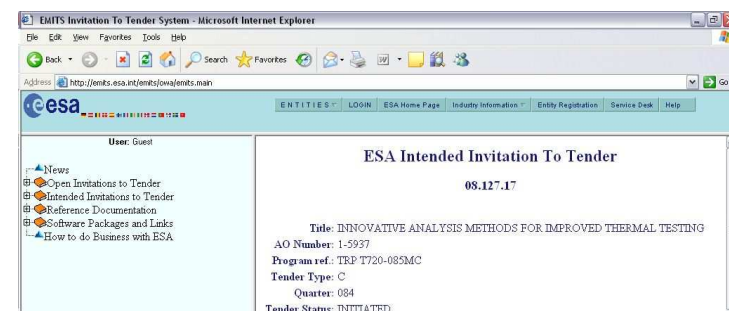 EMITS Invitation To Tender System - Microsoft Internet Explorer
File Edit View Favorites Tools Help
Back Search Favorites
Address http://emits.esa.int/emits/owa/emits.main Go
esa
ENTITIES LOGIN ESA Home Page Industry Information Entity Registration Service Desk Help
User: Guest
News
Open Invitations to Tender
Intended Invitations to Tender
Reference Documentation
Software Packages and Links
How to do Business with ESA
ESA Intended Invitation To Tender
08.127.17
Title: INNOVATIVE ANALYSIS METHODS FOR IMPROVED THERMAL TESTING
AO Number: 1-5937
Program ref.: TRP T720-085MC
Tender Type: C
Quarter: 084
Tender Status: INITIATED